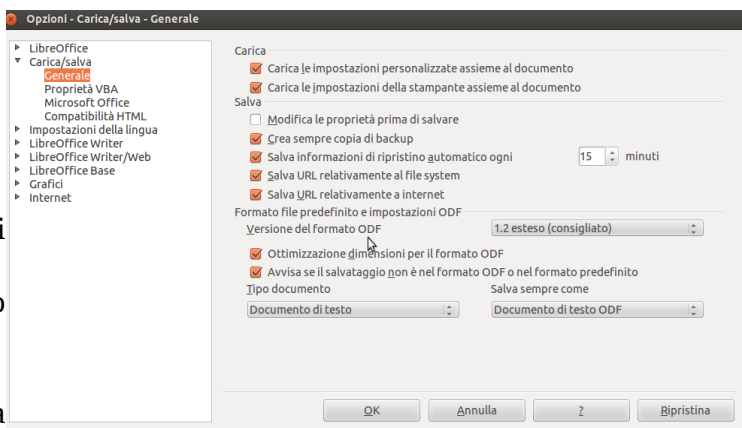 Opzioni - Carica/salva - Generale
LibreOffice
Carica/salva
Generale
Proprietà VBA
Microsoft Office
Compatibilità HTML
Impostazioni della lingua
LibreOffice Writer
LibreOffice Writer/Web
LibreOffice Base
Grafici
Internet
Carica
Carica le impostazioni personalizzate assieme al documento
Carica le impostazioni della stampante assieme al documento
Salva
Modifica le proprietà prima di salvare
Crea sempre copia di backup
Salva informazioni di ripristino automatico ogni 15 minuti
Salva URL relativamente al file system
Salva URL relativamente a internet
Formato file predefinito e impostazioni ODF
Versione del formato ODF 1.2 esteso (consigliato)
Ottimizzazione dimensioni per il formato ODF
Avvisa se il salvataggio non è nel formato ODF o nel formato predefinito
Tipo documento Salva sempre come
Documento di testo Documento di testo ODF
OK Annulla ? Ripristina
i
o
a